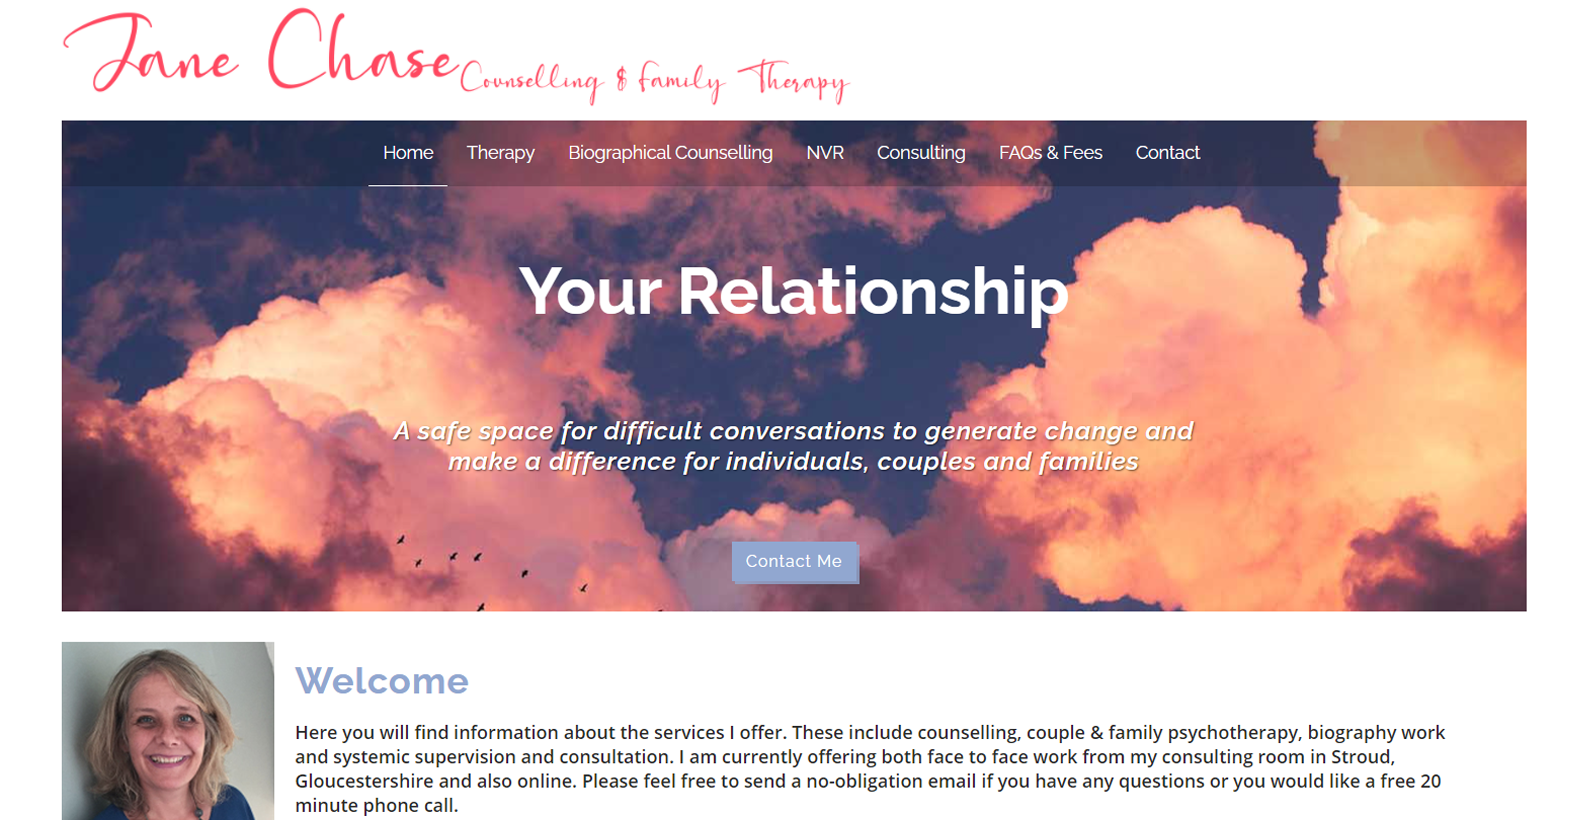 Jane Chase Counselling & Family Therapy
Home Therapy Biographical Counselling NVR Consulting FAQs & Fees Contact
Your Relationship
A safe space for difficult conversations to generate change and
make a difference for individuals, couples and families
Contact Me
Welcome
Here you will find information about the services I offer. These include counselling, couple & family psychotherapy, biography work
and systemic supervision and consultation. I am currently offering both face to face work from my consulting room in Stroud,
Gloucestershire and also online. Please feel free to send a no-obligation email if you have any questions or you would like a free 20
minute phone call.